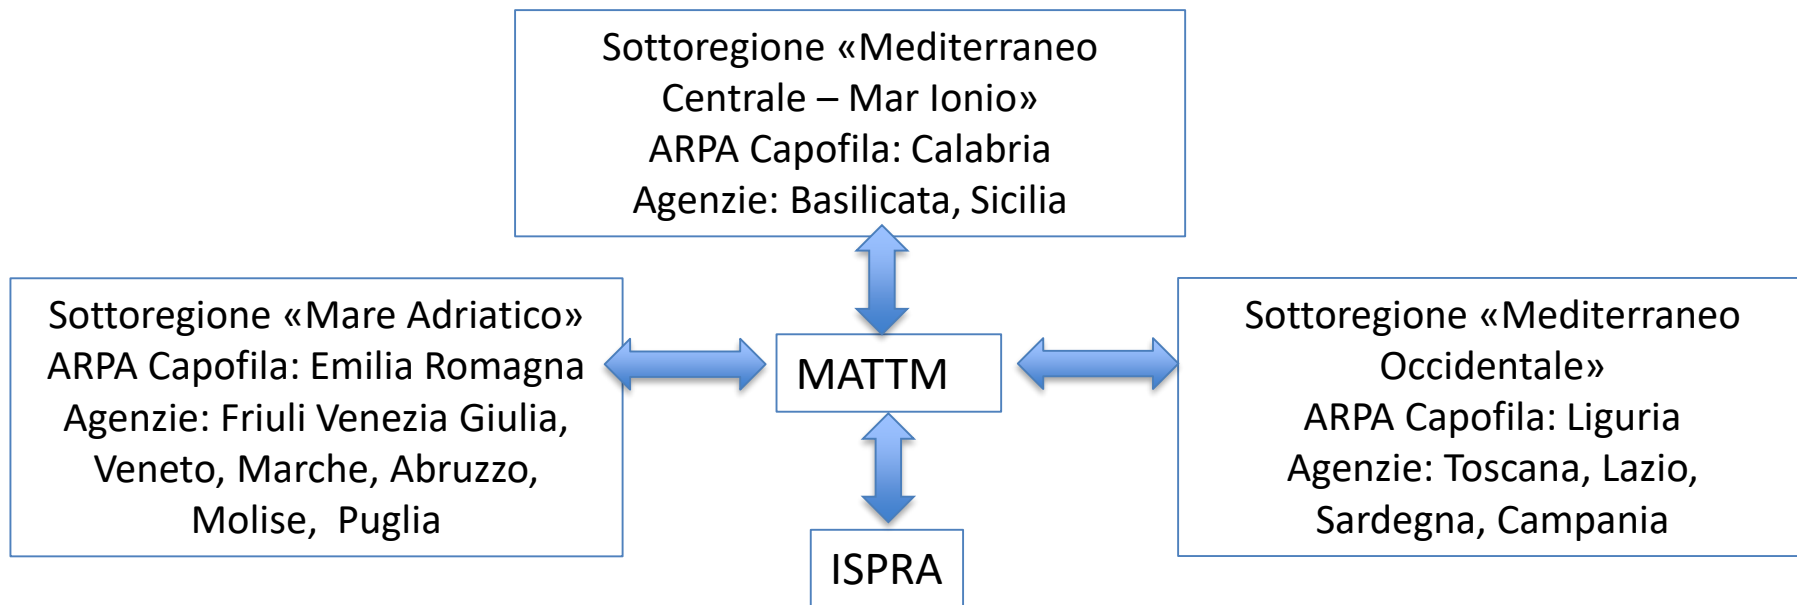 Sottoregione «Mediterraneo
Centrale – Mar Ionio»
ARPA Capofila: Calabria
Agenzie: Basilicata, Sicilia
Sottoregione «Mare Adriatico»
ARPA Capofila: Emilia Romagna
Agenzie: Friuli Venezia Giulia,
Veneto, Marche, Abruzzo,
Molise, Puglia
MATTM
Sottoregione «Mediterraneo
Occidentale»
ARPA Capofila: Liguria
Agenzie: Toscana, Lazio,
Sardegna, Campania
ISPRA